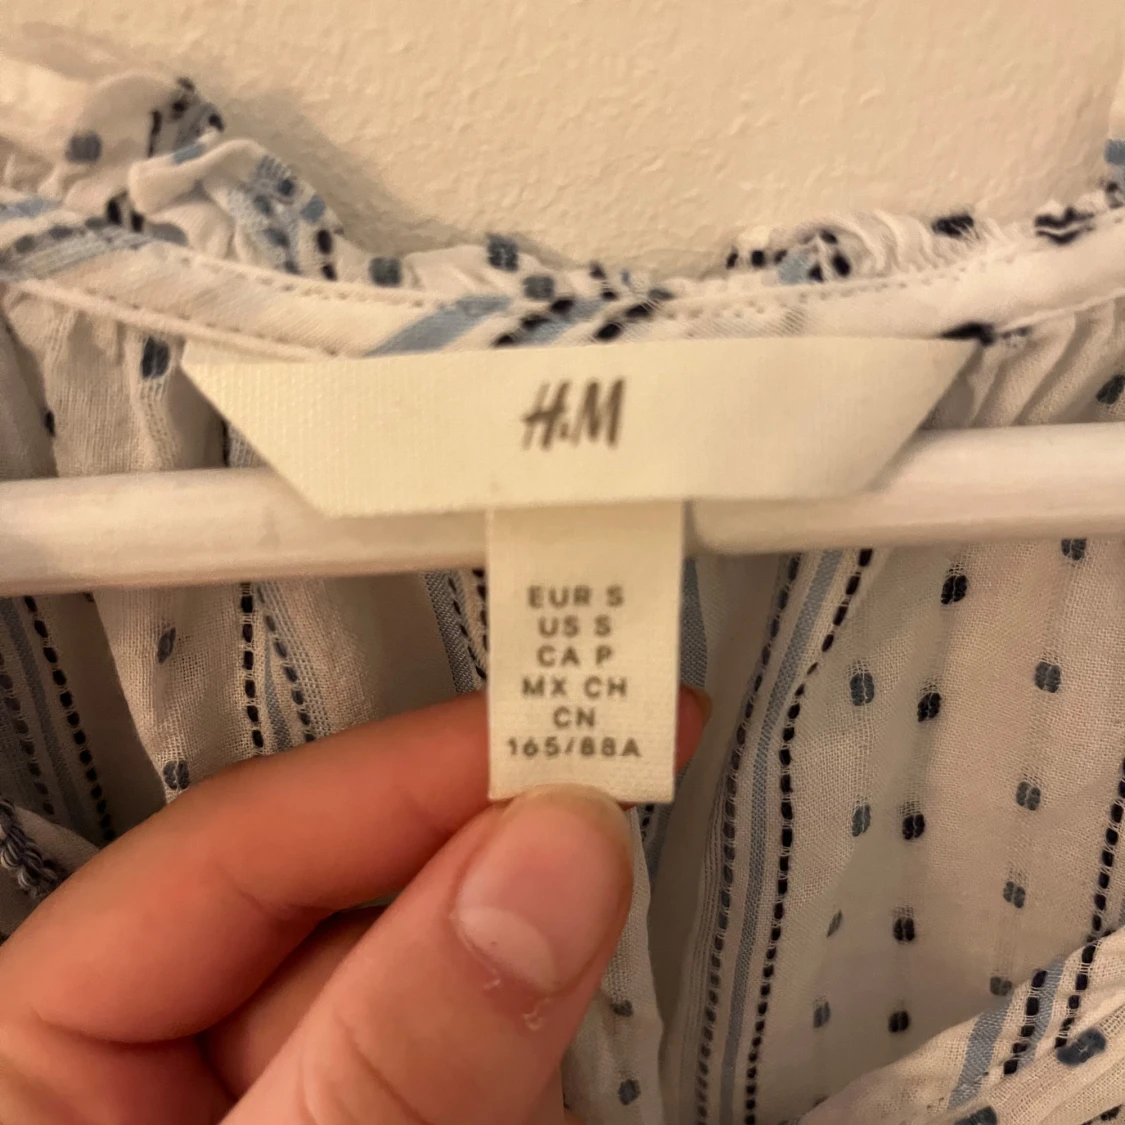 H&M
EUR S
US S
CA P
MX CH
CN
165/88A